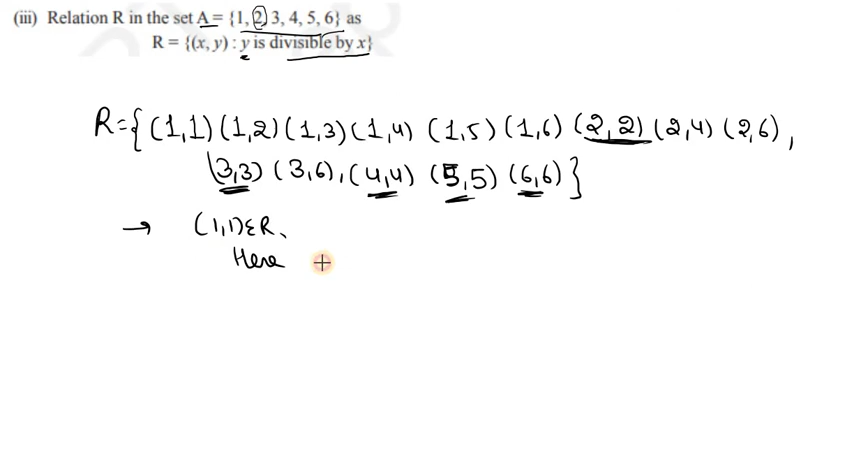 (iii) Relation R in the set A = {1, 2, 3, 4, 5, 6} as
R = {(x, y) : y is divisible by x}
R={ (1,1) (1,2) (1,3) (1,4) (1,5) (1,6) (2,2) (2,4) (2,6),
(3,3) (3,6), (4,4) (5,5) (6,6) }
→ (1,1) ε R,
Here